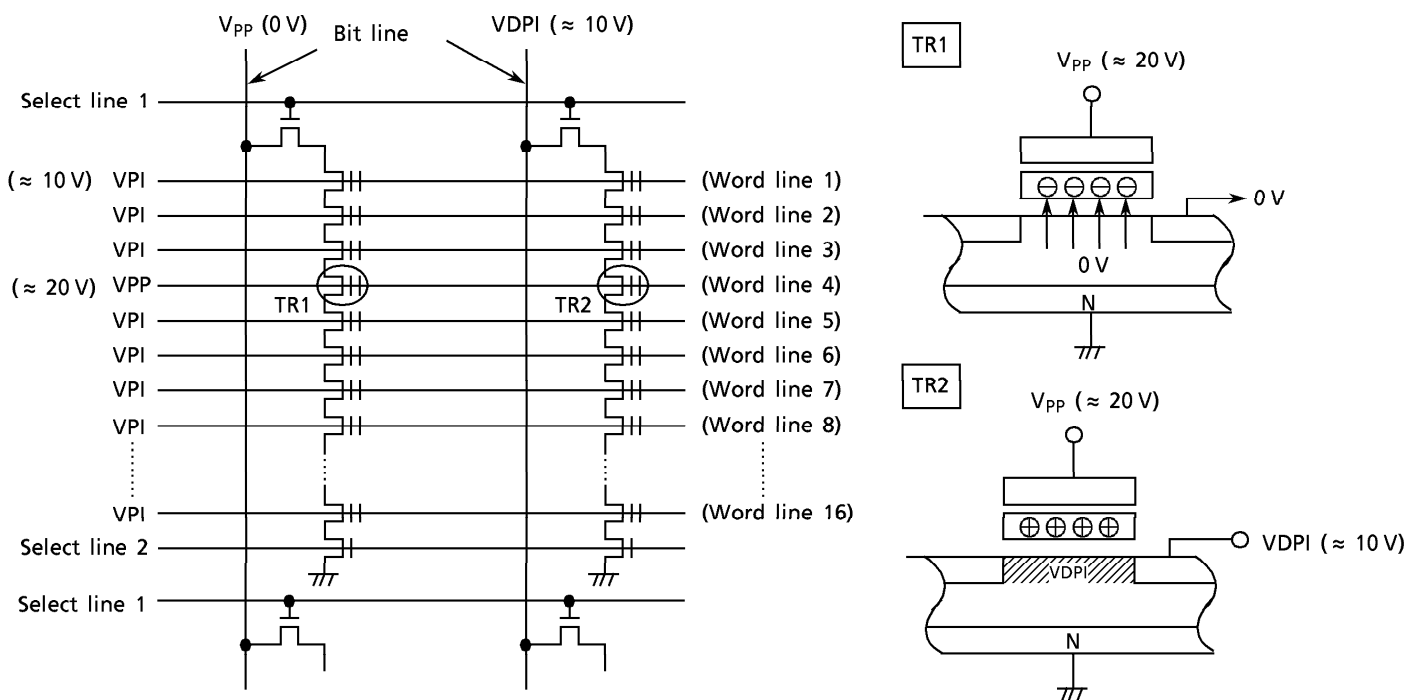 VPP (0 V)
Bit line
VDPI (≈ 10 V)
Select line 1
(≈ 10 V) VPI (Word line 1)
VPI (Word line 2)
VPI (Word line 3)
(≈ 20 V) VPP (Word line 4)
TR1
TR2
VPI (Word line 5)
VPI (Word line 6)
VPI (Word line 7)
VPI (Word line 8)
VPI (Word line 16)
Select line 2
Select line 1
TR1
VPP (≈ 20 V)
0 V
0 V
N
TR2
VPP (≈ 20 V)
VDPI (≈ 10 V)
VDPI
N